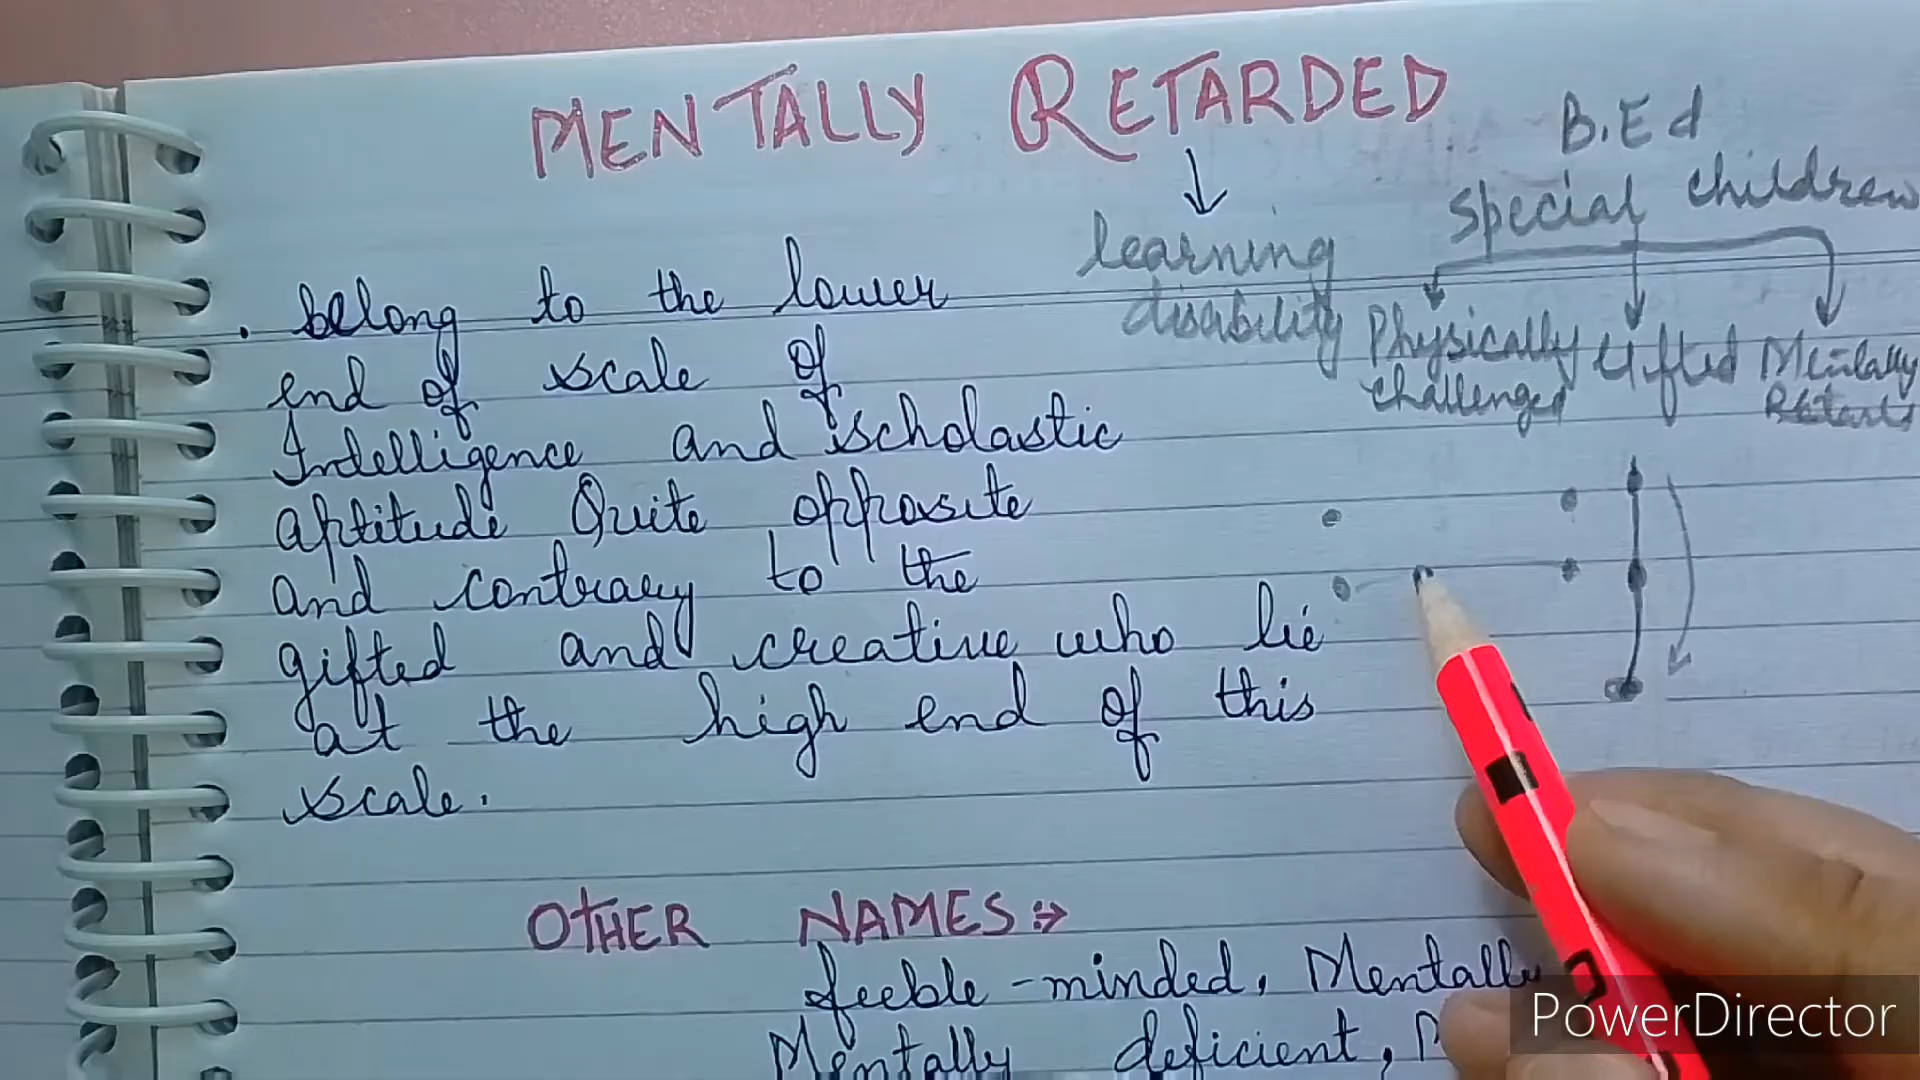 MENTALLY RETARDED
B.Ed
special children
learning
disability
Physically
challenged
Gifted
Mentally
. belong to the lower
end of scale of
Intelligence and scholastic
aptitude Quite opposite
and contrary to the
gifted and creative who lie
at the high end of this
scale.
OTHER NAMES :→
feeble-minded, Mentally
Mentally deficient,
PowerDirector